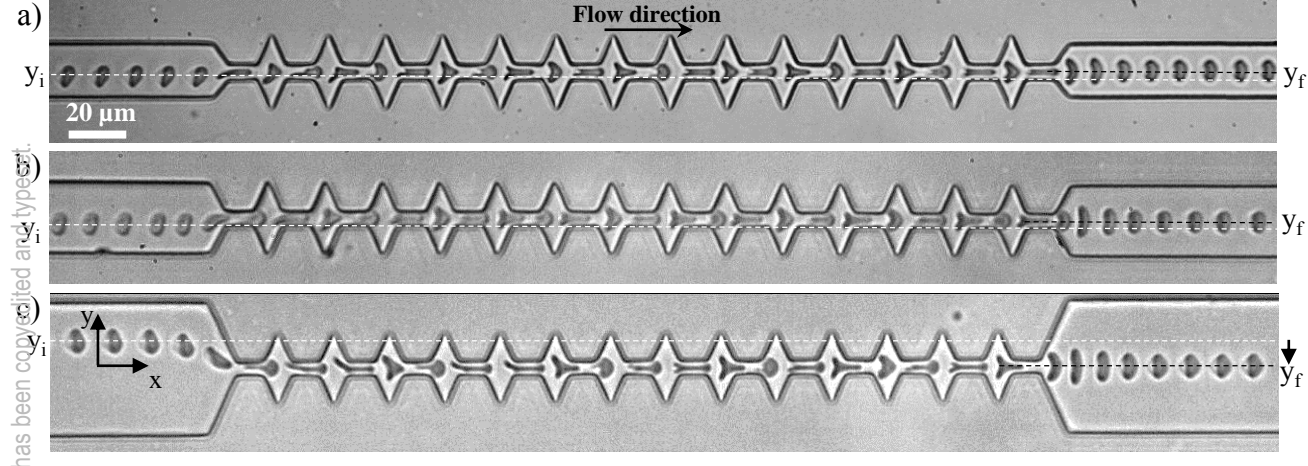 a)
Flow direction
yi
yf
20 µm
b)
yi
yf
c)
y
yi
x
yf
has been copyedited and typeset.